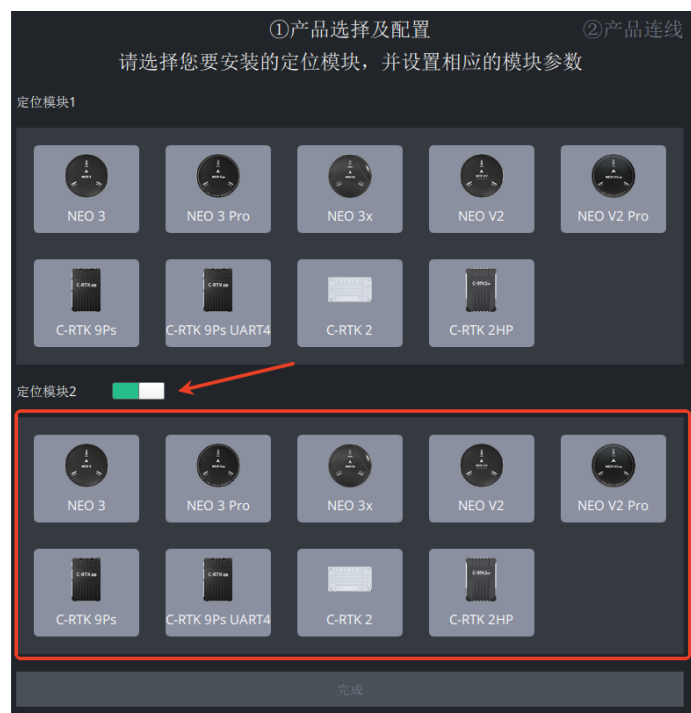 ①产品选择及配置 ②产品连线
请选择您要安装的定位模块，并设置相应的模块参数
定位模块1
NEO 3 NEO 3 Pro NEO 3x NEO V2 NEO V2 Pro
C-RTK 9Ps C-RTK 9Ps UART4 C-RTK 2 C-RTK 2HP
定位模块2
NEO 3 NEO 3 Pro NEO 3x NEO V2 NEO V2 Pro
C-RTK 9Ps C-RTK 9Ps UART4 C-RTK 2 C-RTK 2HP
完成